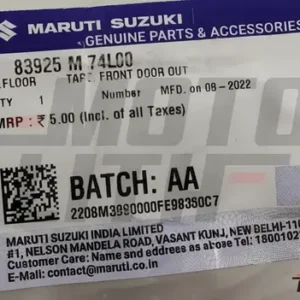 MARUTI SUZUKI
GENUINE PARTS & ACCESSORIES
83925 M 74L00
FLOOR TAPE, FRONT DOOR OUT
TY 1 Number MFD. on 08-2022
MRP : ₹ 5.00 (Incl. of all Taxes)
BATCH: AA
MARUTI SUZUKI INDIA LIMITED
#1, NELSON MANDELA ROAD, VASANT KUNJ, NEW DELHI-110
Customer Care: Name and address as above Tel: 1800102
E-Mail: contact@maruti.co.in